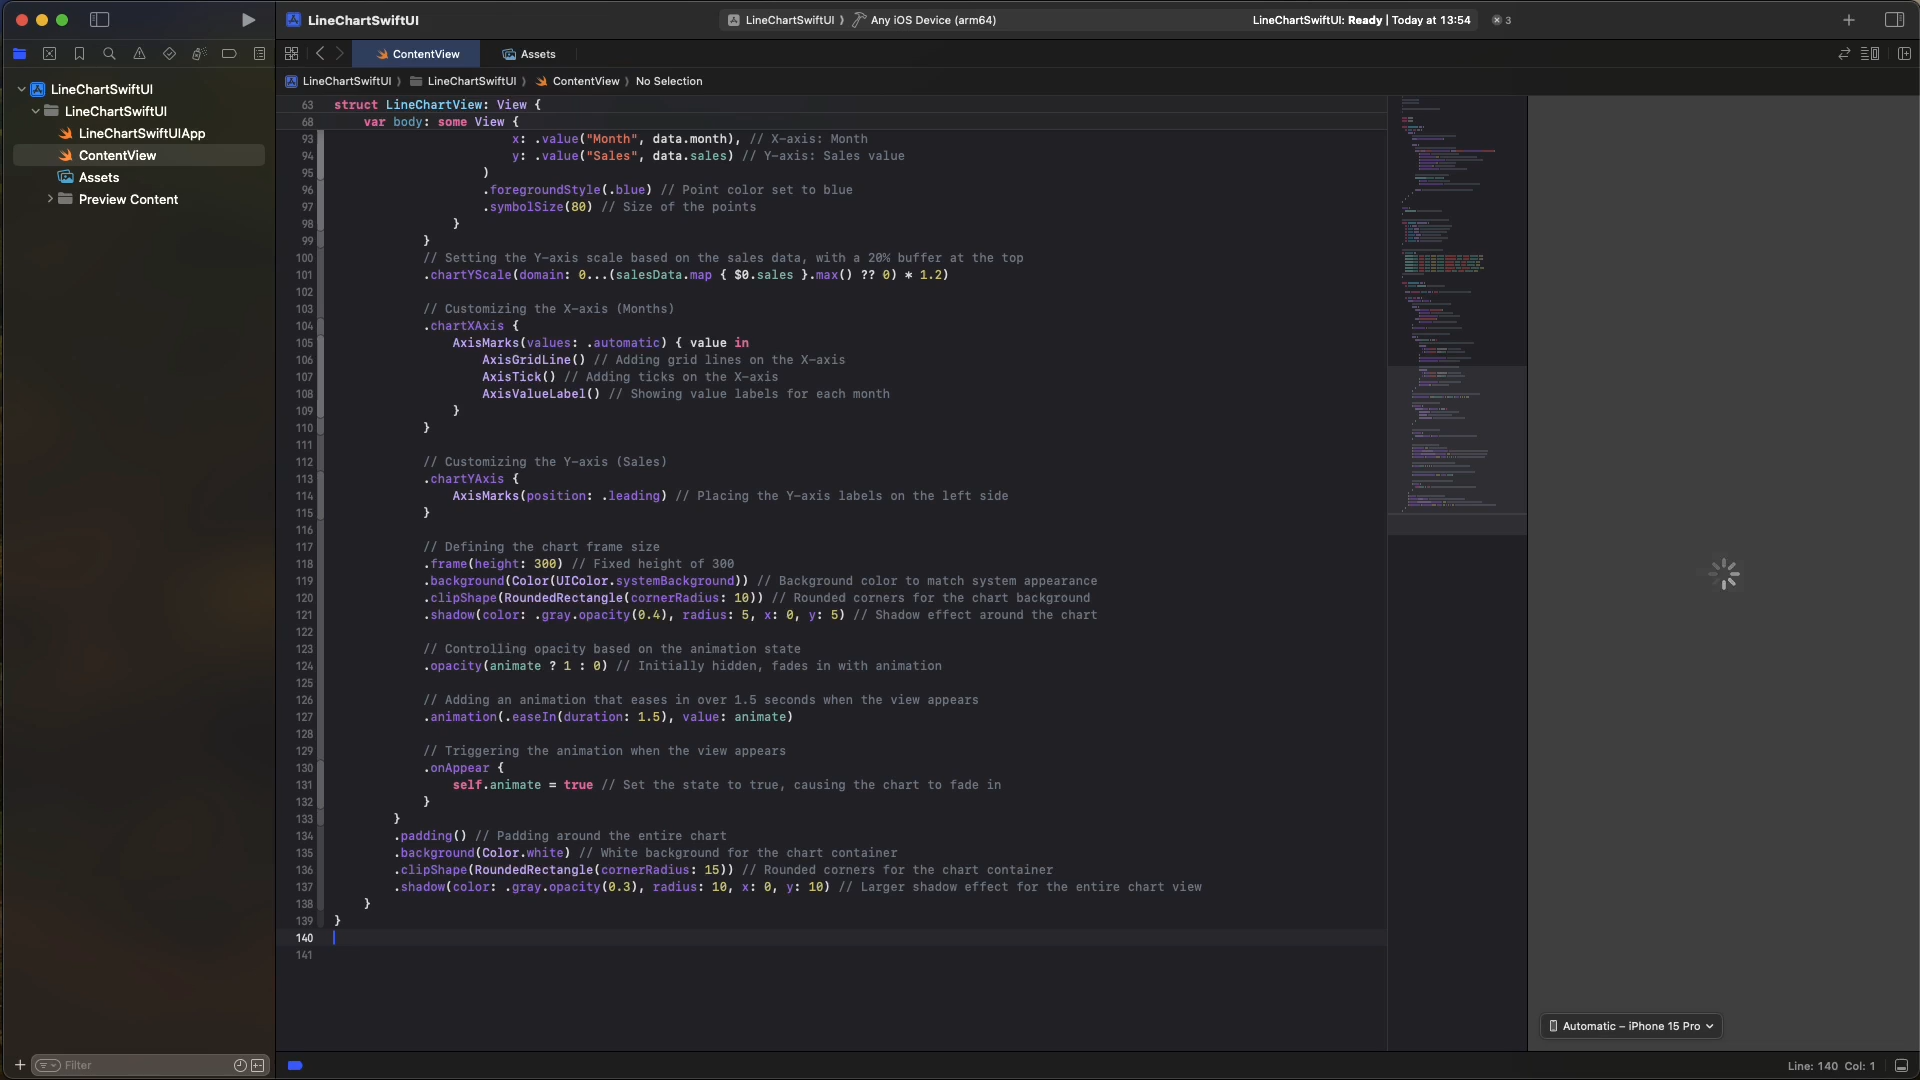 LineChartSwiftUI
LineChartSwiftUI ⟩ Any iOS Device (arm64)
LineChartSwiftUI: Ready | Today at 13:54
3
ContentView
Assets
LineChartSwiftUI ⟩ LineChartSwiftUI ⟩ ContentView ⟩ No Selection
LineChartSwiftUI
LineChartSwiftUI
LineChartSwiftUIApp
ContentView
Assets
Preview Content
63 struct LineChartView: View {
68 var body: some View {
93 x: .value("Month", data.month), // X-axis: Month
94 y: .value("Sales", data.sales) // Y-axis: Sales value
95 )
96 .foregroundStyle(.blue) // Point color set to blue
97 .symbolSize(80) // Size of the points
98 }
99 }
100 // Setting the Y-axis scale based on the sales data, with a 20% buffer at the top
101 .chartYScale(domain: 0...(salesData.map { $0.sales }.max() ?? 0) * 1.2)
102
103 // Customizing the X-axis (Months)
104 .chartXAxis {
105 AxisMarks(values: .automatic) { value in
106 AxisGridLine() // Adding grid lines on the X-axis
107 AxisTick() // Adding ticks on the X-axis
108 AxisValueLabel() // Showing value labels for each month
109 }
110 }
111
112 // Customizing the Y-axis (Sales)
113 .chartYAxis {
114 AxisMarks(position: .leading) // Placing the Y-axis labels on the left side
115 }
116
117 // Defining the chart frame size
118 .frame(height: 300) // Fixed height of 300
119 .background(Color(UIColor.systemBackground)) // Background color to match system appearance
120 .clipShape(RoundedRectangle(cornerRadius: 10)) // Rounded corners for the chart background
121 .shadow(color: .gray.opacity(0.4), radius: 5, x: 0, y: 5) // Shadow effect around the chart
122
123 // Controlling opacity based on the animation state
124 .opacity(animate ? 1 : 0) // Initially hidden, fades in with animation
125
126 // Adding an animation that eases in over 1.5 seconds when the view appears
127 .animation(.easeIn(duration: 1.5), value: animate)
128
129 // Triggering the animation when the view appears
130 .onAppear {
131 self.animate = true // Set the state to true, causing the chart to fade in
132 }
133 }
134 .padding() // Padding around the entire chart
135 .background(Color.white) // White background for the chart container
136 .clipShape(RoundedRectangle(cornerRadius: 15)) // Rounded corners for the chart container
137 .shadow(color: .gray.opacity(0.3), radius: 10, x: 0, y: 10) // Larger shadow effect for the entire chart view
138 }
139 }
140
141
Automatic – iPhone 15 Pro
Filter
Line: 140 Col: 1